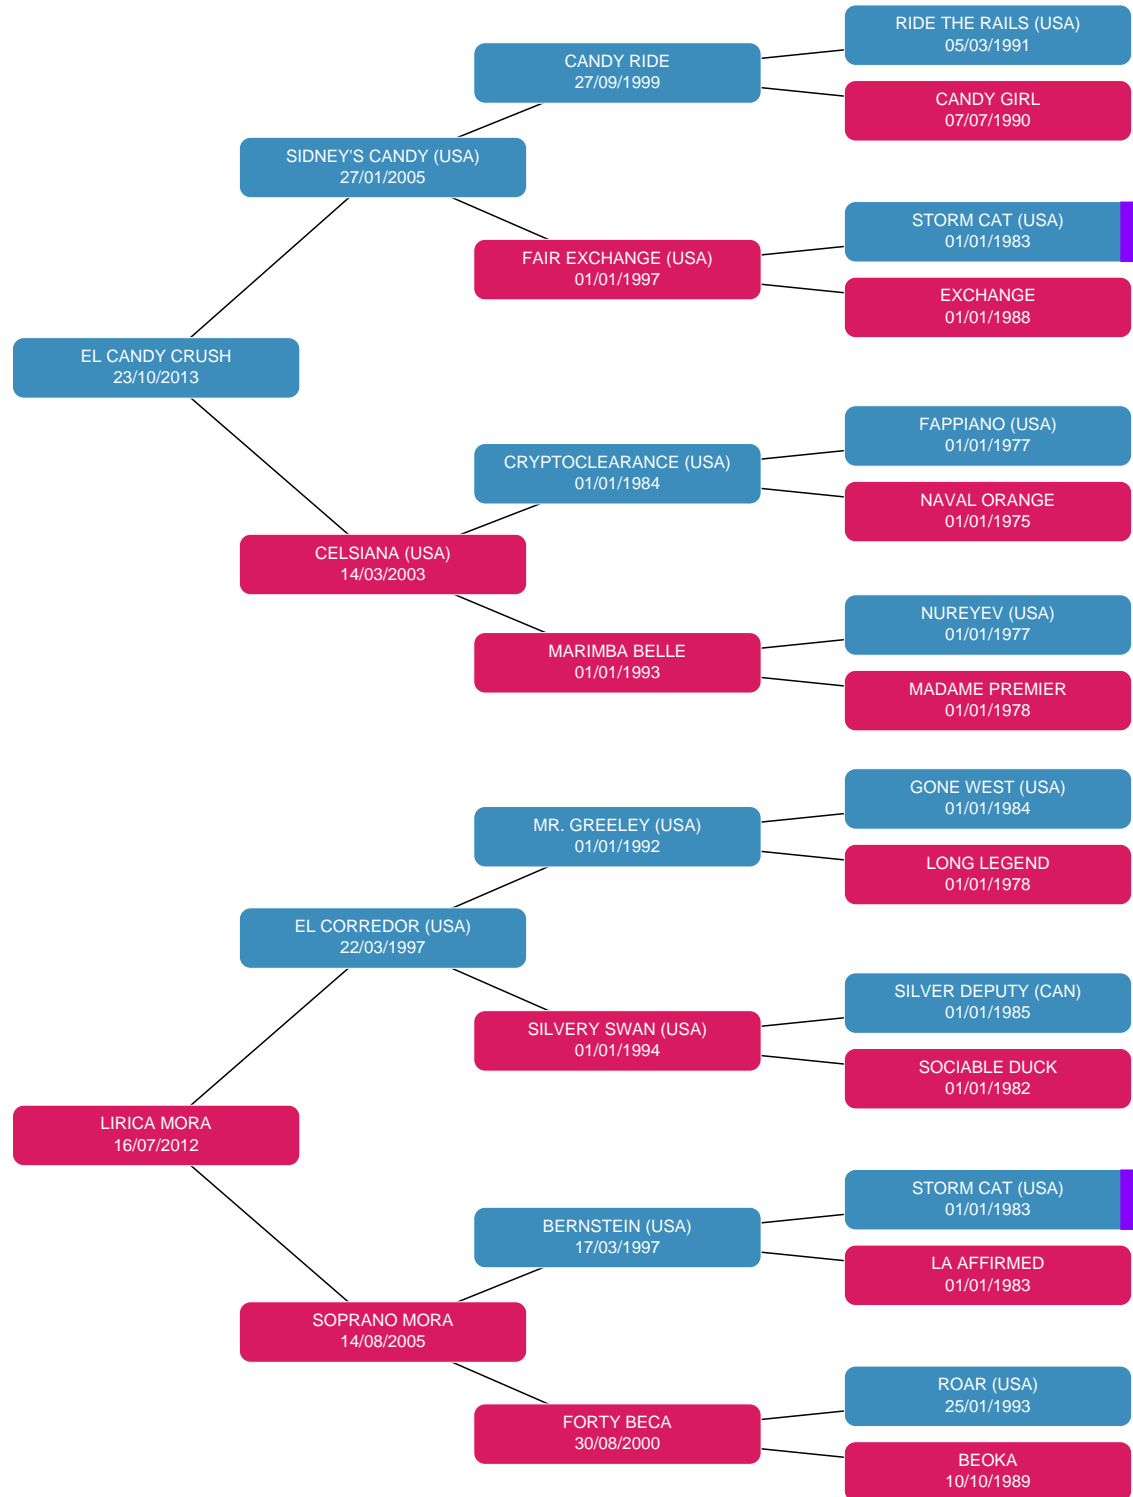 RIDE THE RAILS (USA)
05/03/1991
CANDY RIDE
27/09/1999
CANDY GIRL
07/07/1990
SIDNEY'S CANDY (USA)
27/01/2005
STORM CAT (USA)
01/01/1983
FAIR EXCHANGE (USA)
01/01/1997
EXCHANGE
01/01/1988
EL CANDY CRUSH
23/10/2013
FAPPIANO (USA)
01/01/1977
CRYPTOCLEARANCE (USA)
01/01/1984
NAVAL ORANGE
01/01/1975
CELSIANA (USA)
14/03/2003
NUREYEV (USA)
01/01/1977
MARIMBA BELLE
01/01/1993
MADAME PREMIER
01/01/1978
GONE WEST (USA)
01/01/1984
MR. GREELEY (USA)
01/01/1992
LONG LEGEND
01/01/1978
EL CORREDOR (USA)
22/03/1997
SILVER DEPUTY (CAN)
01/01/1985
SILVERY SWAN (USA)
01/01/1994
SOCIABLE DUCK
01/01/1982
LIRICA MORA
16/07/2012
STORM CAT (USA)
01/01/1983
BERNSTEIN (USA)
17/03/1997
LA AFFIRMED
01/01/1983
SOPRANO MORA
14/08/2005
ROAR (USA)
25/01/1993
FORTY BECA
30/08/2000
BEOKA
10/10/1989